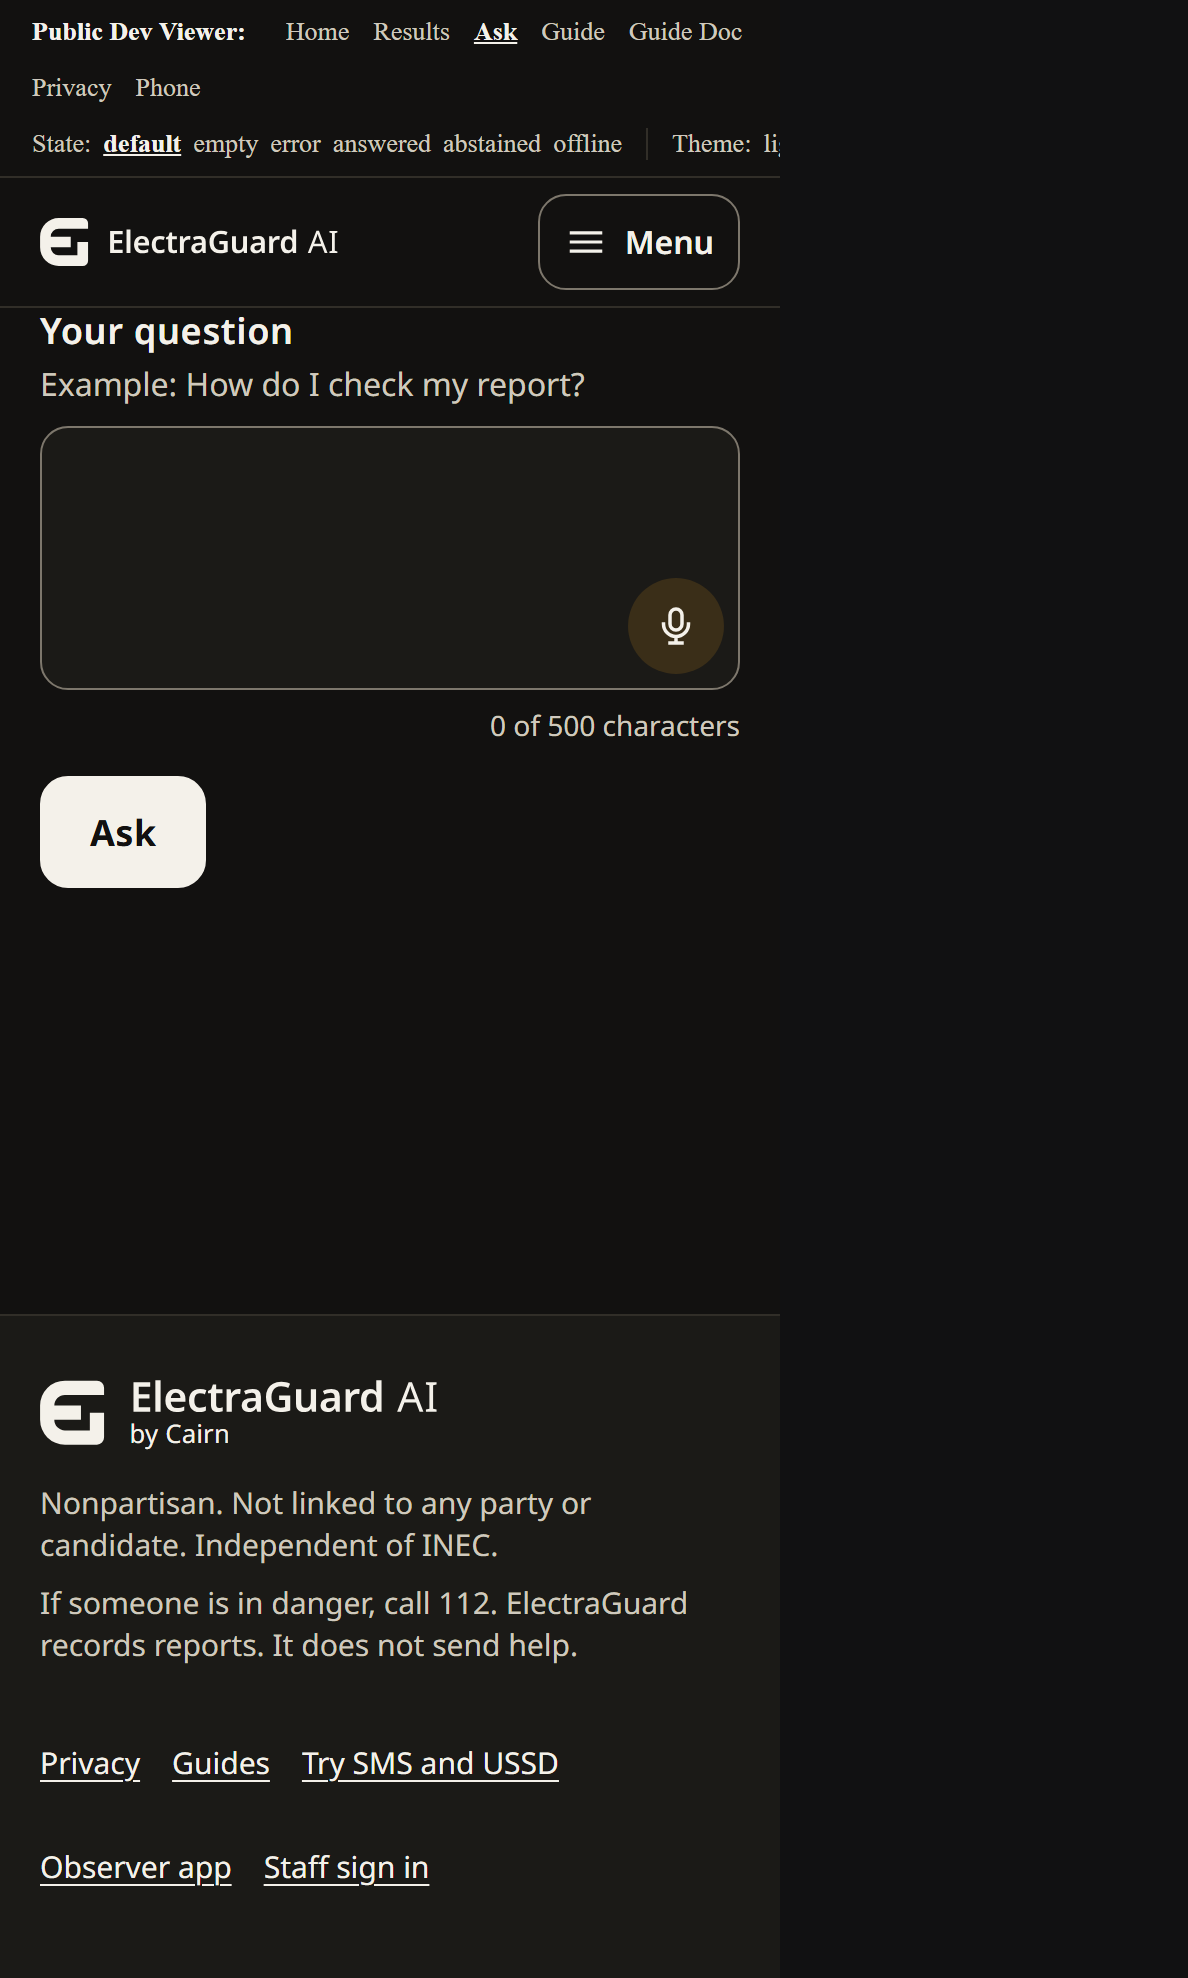 Public Dev Viewer: Home Results Ask Guide Guide Doc
Privacy Phone
State: default empty error answered abstained offline Theme:
ElectraGuard AI
Menu
Your question
Example: How do I check my report?
0 of 500 characters
Ask
ElectraGuard AI
by Cairn
Nonpartisan. Not linked to any party or
candidate. Independent of INEC.
If someone is in danger, call 112. ElectraGuard
records reports. It does not send help.
Privacy Guides Try SMS and USSD
Observer app Staff sign in